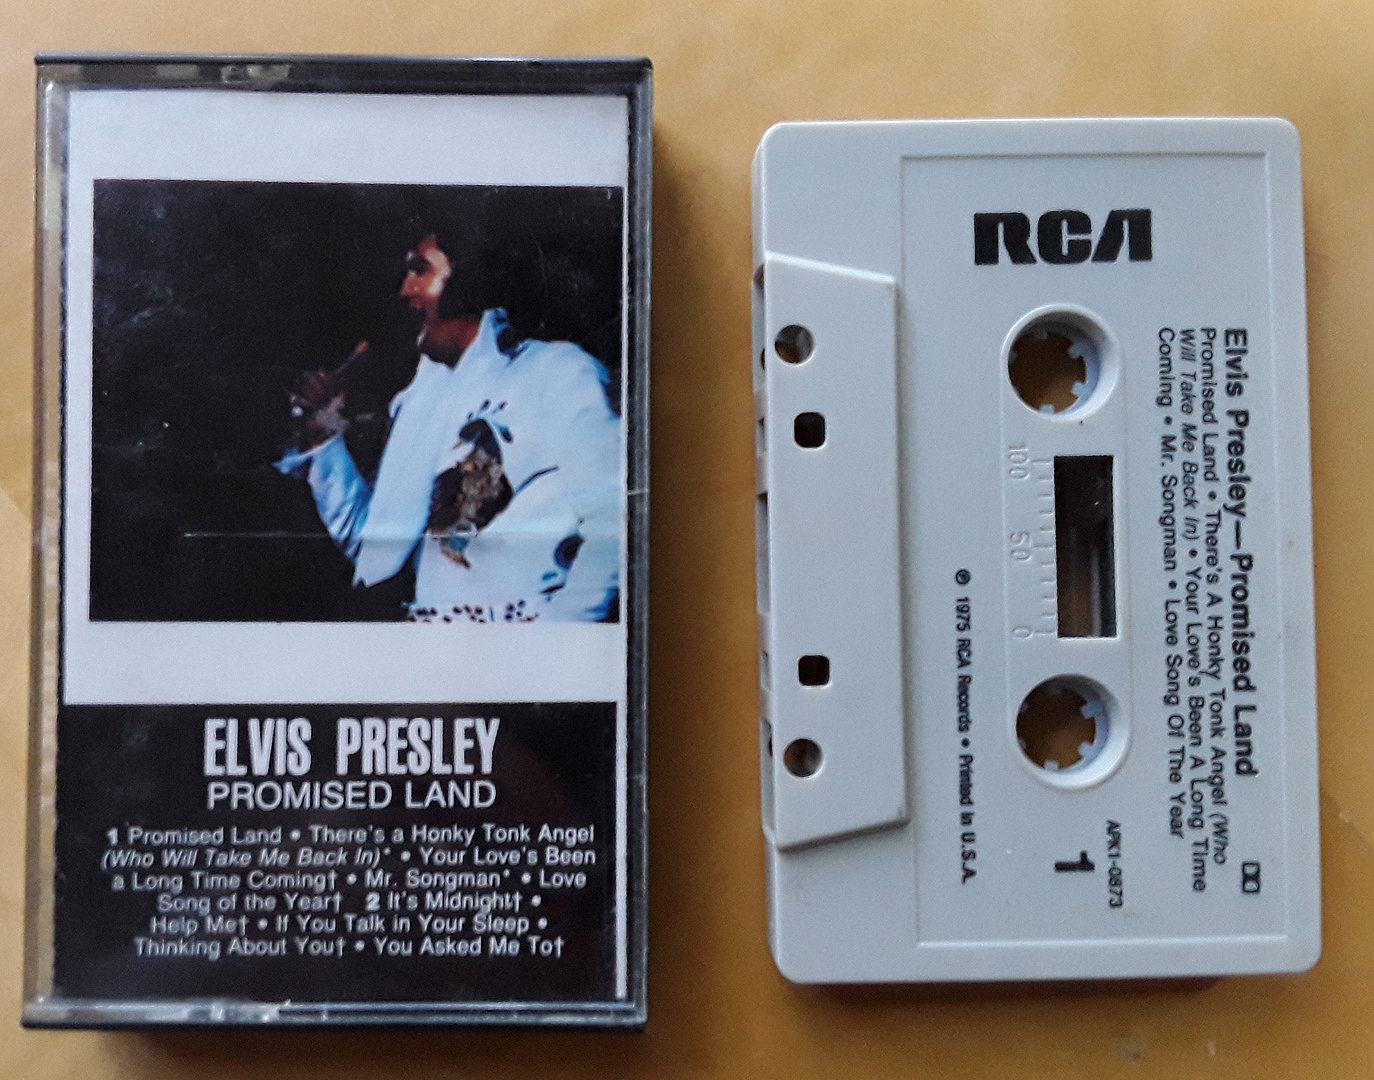 ELVIS PRESLEY
PROMISED LAND
1 Promised Land • There's a Honky Tonk Angel
(Who Will Take Me Back In)* • Your Love's Been
a Long Time Coming† • Mr. Songman* • Love
Song of the Year† 2 It's Midnight† •
Help Me† • If You Talk in Your Sleep •
Thinking About You† • You Asked Me To†
RCA
Elvis Presley—Promised Land
Promised Land • There's A Honky Tonk Angel (Who
Will Take Me Back In) • Your Love's Been A Long Time
Coming • Mr. Songman • Love Song Of The Year
APK1-0873
1
100 50 0
℗ 1975 RCA Records • Printed In U.S.A.